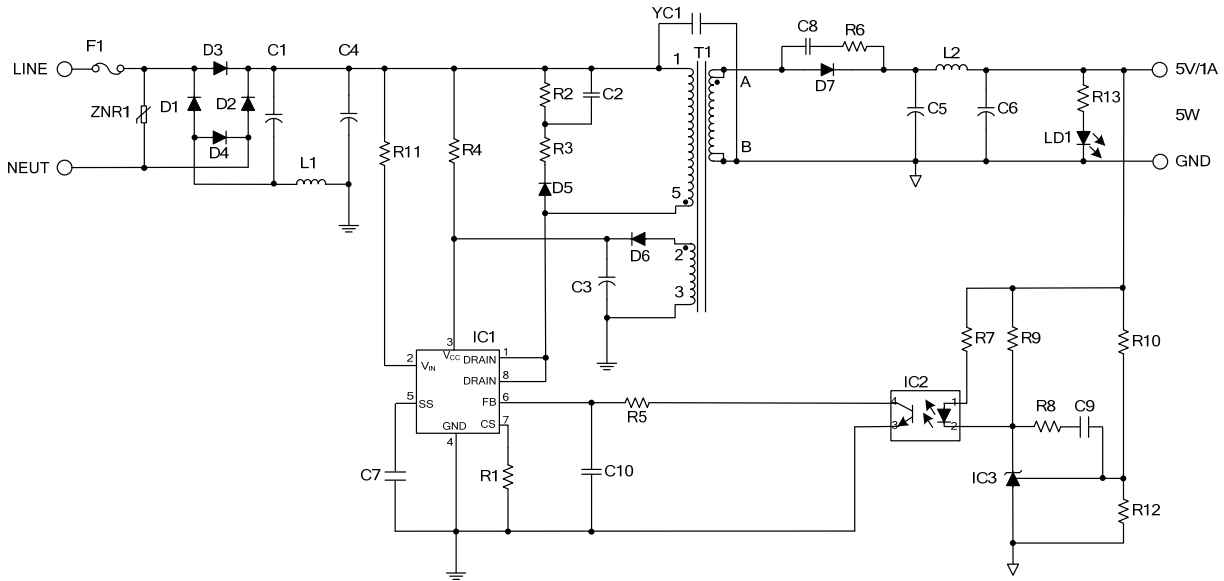 YC1
C8
R6
F1
D3
C1
C4
T1
L2
LINE
1
5V/1A
A
D7
R2
C2
R13
ZNR1
D1
D2
C5
C6
5W
D4
R11
R4
R3
LD1
B
NEUT
L1
GND
D5
5
2
D6
C3
3
IC1
R7
R9
R10
3
VCC
DRAIN
1
2
VIN
DRAIN
8
IC2
5
SS
FB
6
4
1
R5
R8
C9
GND
CS
7
3
2
4
C7
R1
C10
IC3
R12